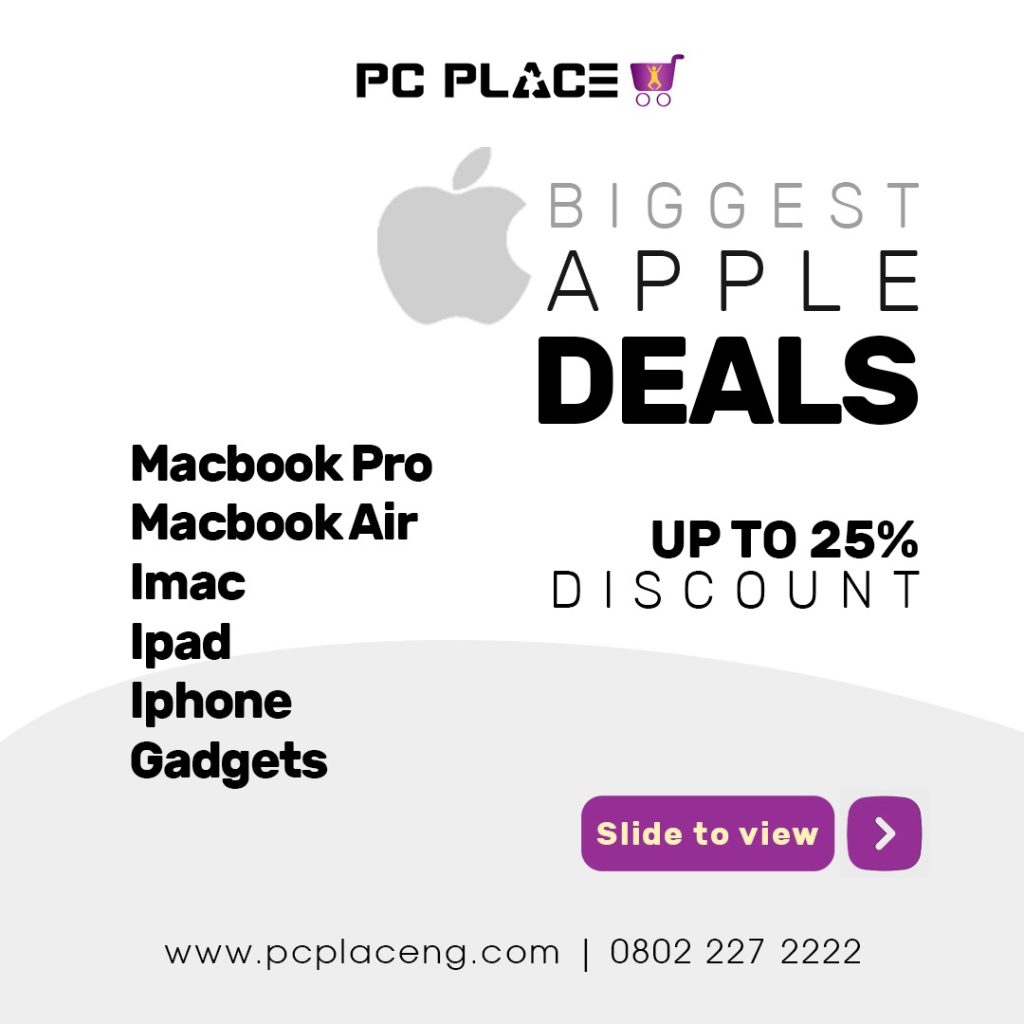 PC PLACE
BIGGEST
APPLE
DEALS
Macbook Pro
Macbook Air
Imac
Ipad
Iphone
Gadgets
UP TO 25%
DISCOUNT
Slide to view
www.pcplaceng.com | 0802 227 2222